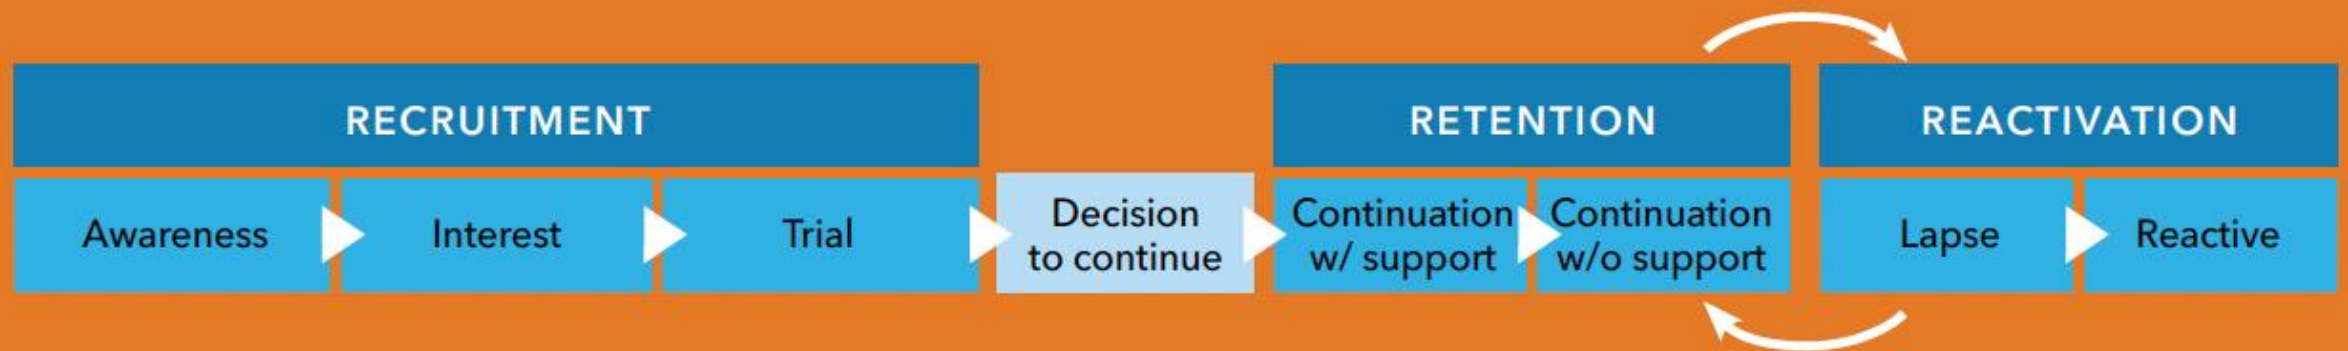 RECRUITMENT
RETENTION
REACTIVATION
Awareness
Interest
Trial
Decision
to continue
Continuation
w/ support
Continuation
w/o support
Lapse
Reactive